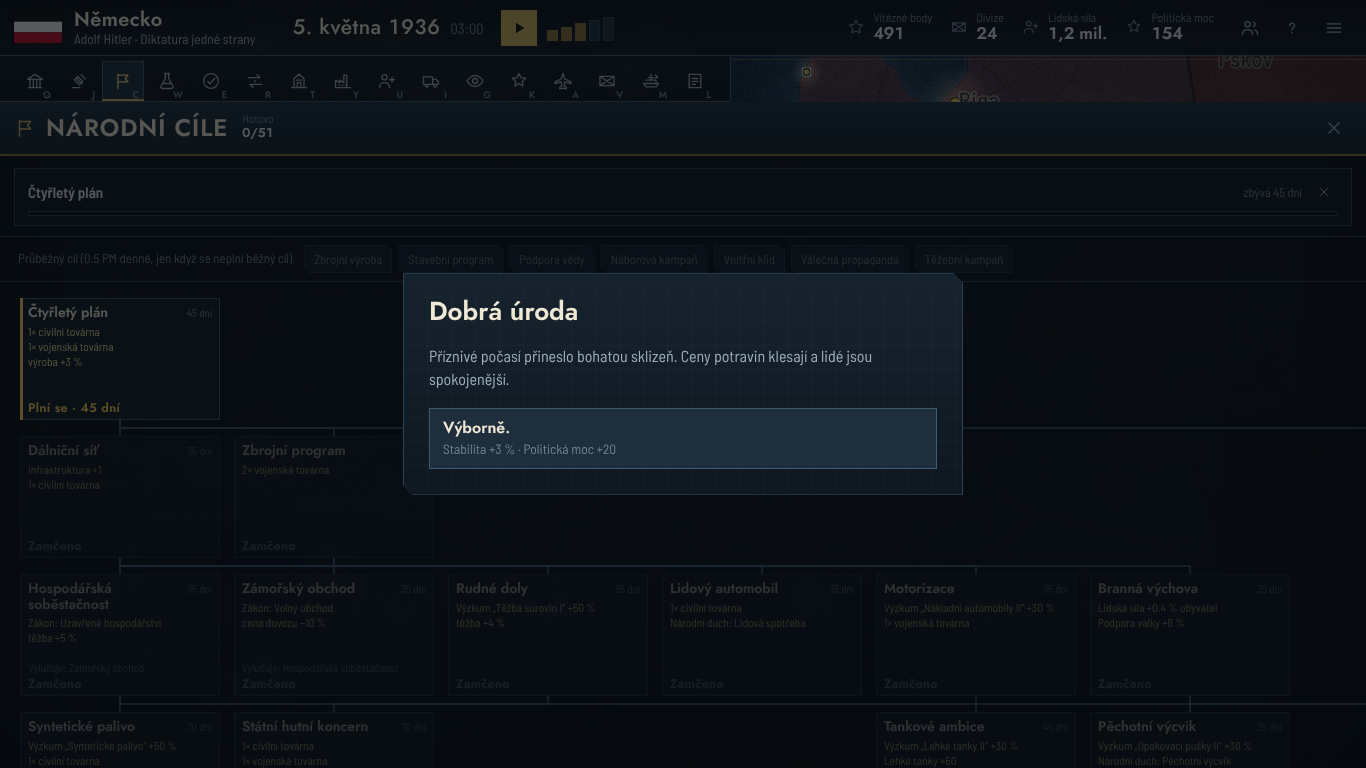 Německo
Adolf Hitler · Diktatura jedné strany
5. května 1936 03:00
Vítězné body
491
Divize
24
Lidská síla
1,2 mil.
Politická moc
154
?
Q J C W E R T Y U I G K A V M L
Pskov
Riga
NÁRODNÍ CÍLE
Hotovo
0/51
Čtyřletý plán
zbývá 45 dní
Průběžný cíl (0.5 PM denně, jen když se neplní běžný cíl)
Zbrojní výroba
Stavební program
Podpora vědy
Náborová kampaň
Vnitřní klid
Válečná propaganda
Těžební kampaň
Čtyřletý plán
45 dní
1× civilní továrna
1× vojenská továrna
výroba +3 %
Plní se · 45 dní
Dobrá úroda
Příznivé počasí přineslo bohatou sklizeň. Ceny potravin klesají a lidé jsou
spokojenější.
Výborně.
Stabilita +3 % · Politická moc +20
Dálniční síť
35 dní
Infrastruktura +1
1× civilní továrna
Zamčeno
Zbrojní program
2× vojenská továrna
Zamčeno
Hospodářská
soběstačnost
35 dní
Zákon: Uzavřené hospodářství
těžba +5 %
Vylučuje: Zámořský obchod
Zamčeno
Zámořský obchod
35 dní
Zákon: Volný obchod
cena dovozu −10 %
Vylučuje: Hospodářská soběstačnost
Zamčeno
Rudné doly
35 dní
Výzkum „Těžba surovin I“ +50 %
těžba +4 %
Zamčeno
Lidový automobil
35 dní
1× civilní továrna
Národní duch: Lidová spotřeba
Zamčeno
Motorizace
35 dní
Výzkum „Nákladní automobily II“ +30 %
1× vojenská továrna
Zamčeno
Branná výchova
35 dní
Lidská síla +0,4 % obyvatel
Podpora války +6 %
Zamčeno
Syntetické palivo
70 dní
Výzkum „Syntetické palivo“ +50 %
1× civilní továrna
Státní hutní koncern
70 dní
1× civilní továrna
1× vojenská továrna
Tankové ambice
45 dní
Výzkum „Lehké tanky II“ +30 %
Lehké tanky +60
Pěchotní výcvik
35 dní
Výzkum „Opakovací pušky II“ +30 %
Národní duch: Pěchotní výcvik